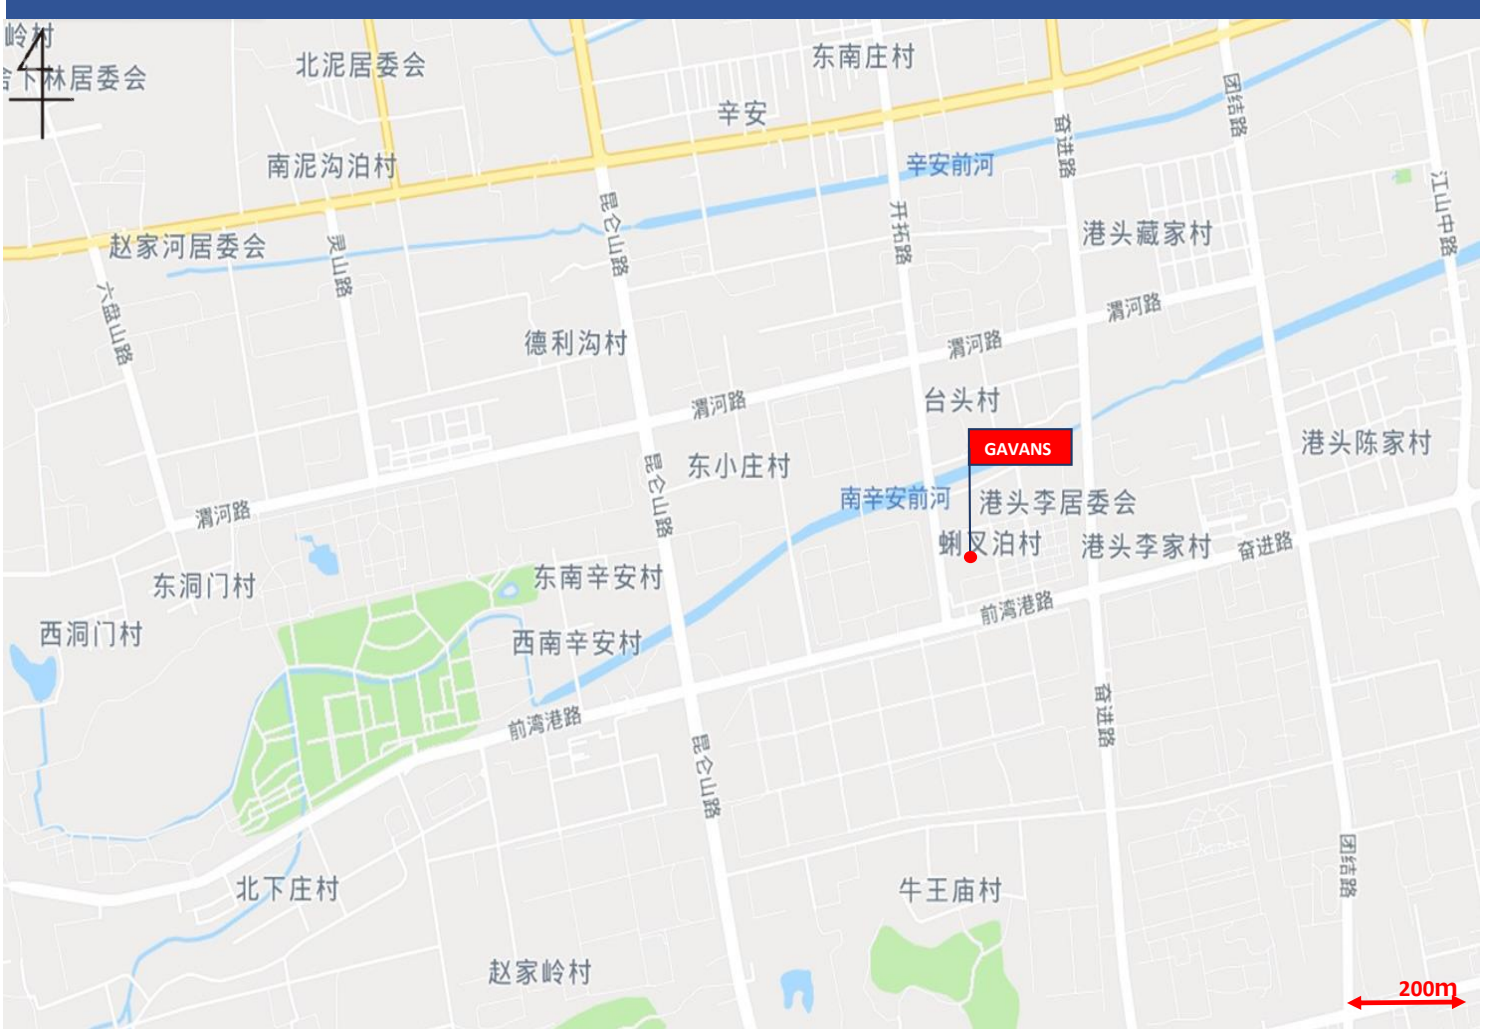 岭村
舍下林居委会
北泥居委会
东南庄村
辛安
团结路
奋进路
南泥沟泊村
辛安前河
江山中路
昆仑山路
开拓路
港头藏家村
赵家河居委会
灵山路
六盘山路
渭河路
德利沟村
渭河路
台头村
渭河路
GAVANS
港头陈家村
昆仑山路
东小庄村
南辛安前河
港头李居委会
渭河路
蝌叉泊村
港头李家村
奋进路
东洞门村
东南辛安村
前湾港路
西洞门村
西南辛安村
前湾港路
奋进路
昆仑山路
团结路
北下庄村
牛王庙村
赵家岭村
200m